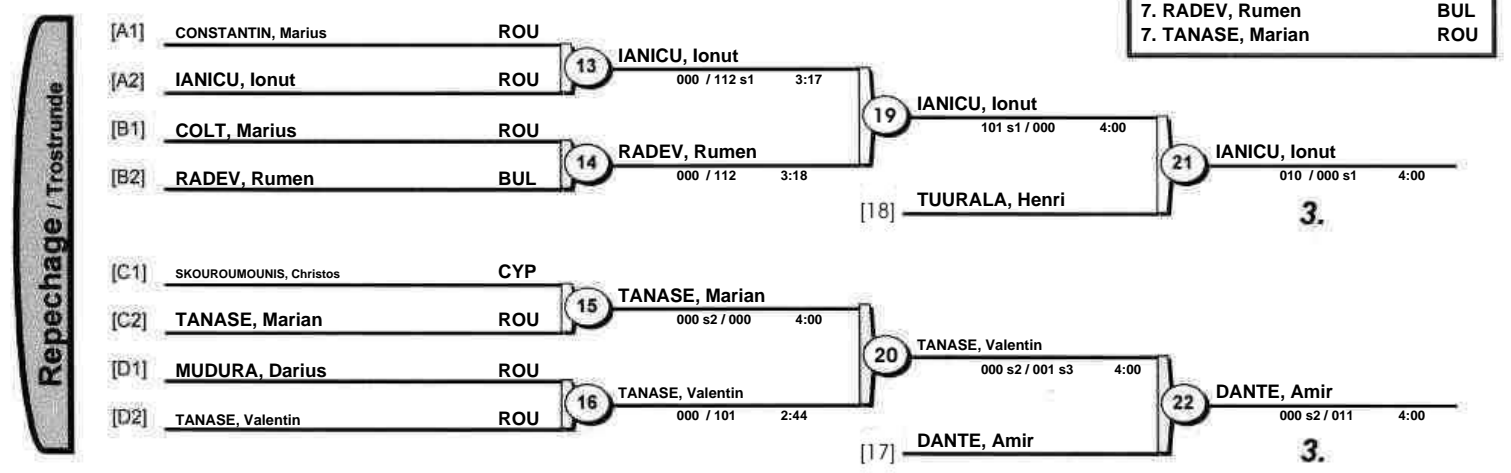 7. RADEV, Rumen BUL
7. TANASE, Marian ROU
Repechage / Trostrunde
[A1] CONSTANTIN, Marius ROU
13 IANICU, Ionut
000 / 112 s1 3:17
[A2] IANICU, Ionut ROU
19 IANICU, Ionut
101 s1 / 000 4:00
[B1] COLT, Marius ROU
14 RADEV, Rumen
000 / 112 3:18
[B2] RADEV, Rumen BUL
21 IANICU, Ionut
010 / 000 s1 4:00
[18] TUURALA, Henri
3.
[C1] SKOUROUMOUNIS, Christos CYP
15 TANASE, Marian
000 s2 / 000 4:00
[C2] TANASE, Marian ROU
20 TANASE, Valentin
000 s2 / 001 s3 4:00
[D1] MUDURA, Darius ROU
16 TANASE, Valentin
000 / 101 2:44
[D2] TANASE, Valentin ROU
22 DANTE, Amir
000 s2 / 011 4:00
[17] DANTE, Amir
3.